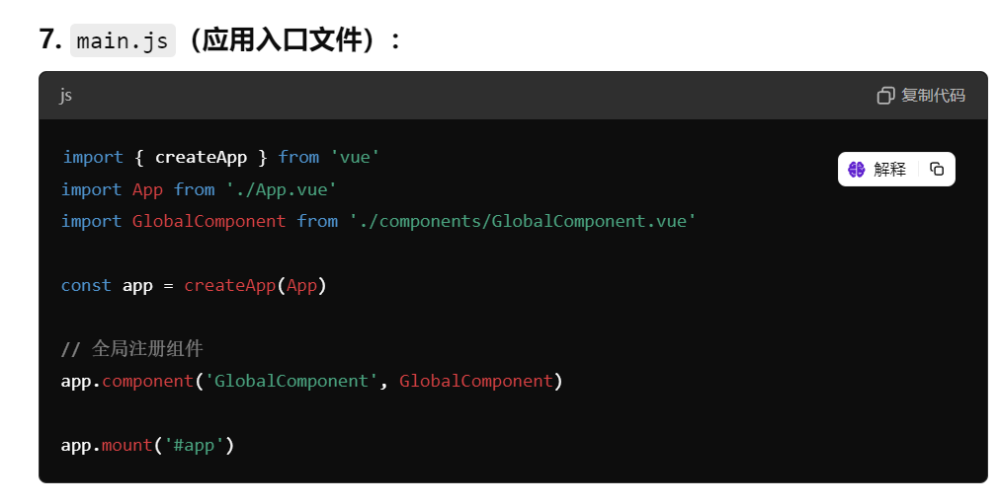 7. main.js（应用入口文件）:
js 复制代码
import { createApp } from 'vue'
解释
import App from './App.vue'
import GlobalComponent from './components/GlobalComponent.vue'
const app = createApp(App)
// 全局注册组件
app.component('GlobalComponent', GlobalComponent)
app.mount('#app')